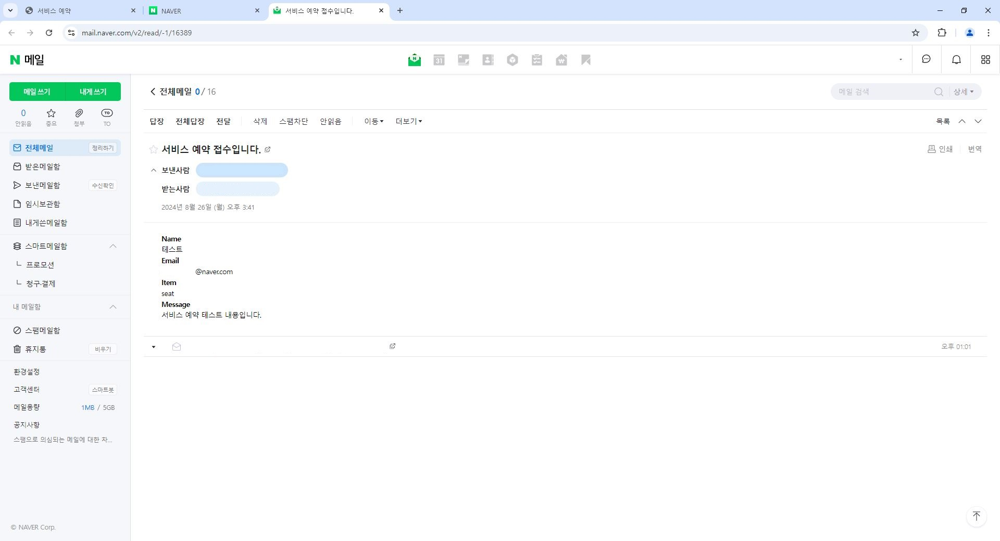 서비스 예약
NAVER
서비스 예약 접수입니다.
mail.naver.com/v2/read/-1/16389
N 메일
N
31
메일 쓰기
내게 쓰기
0
안읽음
중요
첨부
TO
TO
전체메일
정리하기
받은메일함
보낸메일함
수신확인
임시보관함
내게쓴메일함
스마트메일함
프로모션
청구·결제
내 메일함
스팸메일함
휴지통
비우기
환경설정
고객센터
스마트봇
메일용량
1MB / 5GB
공지사항
스팸으로 의심되는 메일에 대한 차...
© NAVER Corp.
전체메일 0 / 16
메일 검색
상세
답장 전체답장 전달 삭제 스팸차단 안읽음 이동 더보기
목록
서비스 예약 접수입니다.
인쇄
번역
보낸사람
받는사람
2024년 8월 26일 (월) 오후 3:41
Name
테스트
Email
@naver.com
Item
seat
Message
서비스 예약 테스트 내용입니다.
오후 01:01